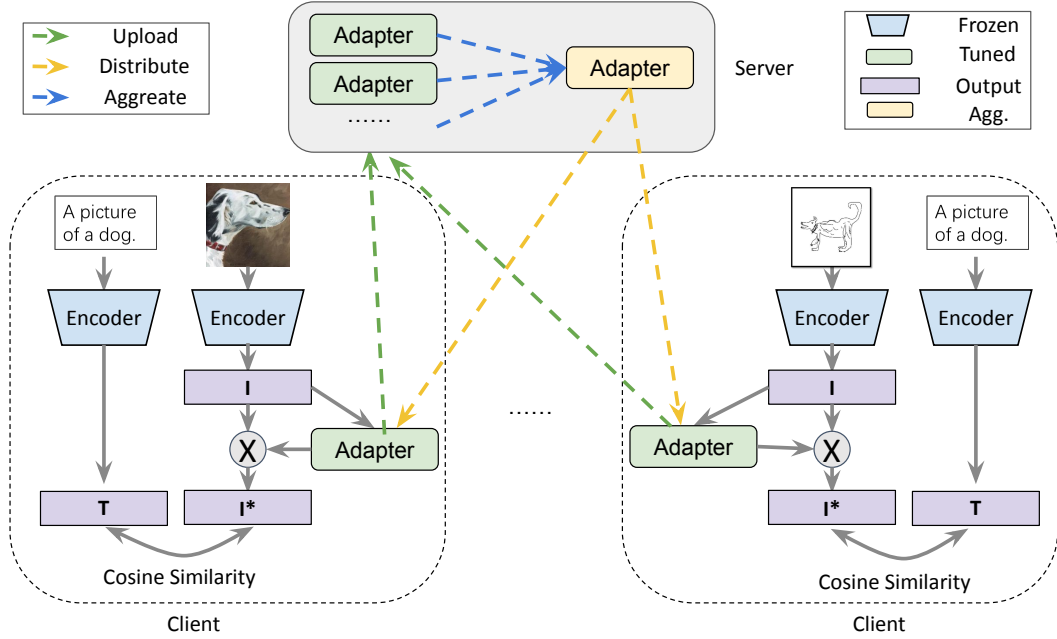 Upload
Distribute
Aggreate
Adapter
Adapter
......
Adapter
Server
Frozen
Tuned
Output
Agg.
A picture
of a dog.
Encoder
Encoder
I
X
Adapter
T
I*
Cosine Similarity
Client
......
A picture
of a dog.
Encoder
Encoder
I
Adapter
X
I*
T
Cosine Similarity
Client